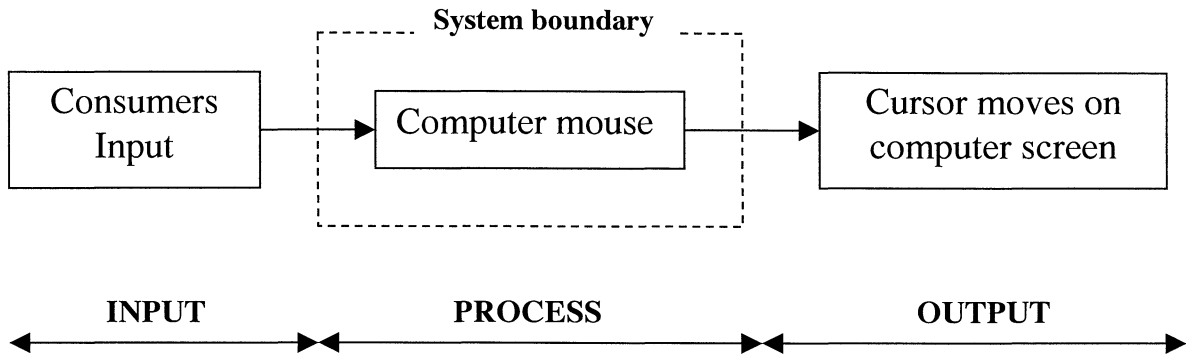 System boundary
Consumers
Input
Computer mouse
Cursor moves on
computer screen
INPUT
PROCESS
OUTPUT